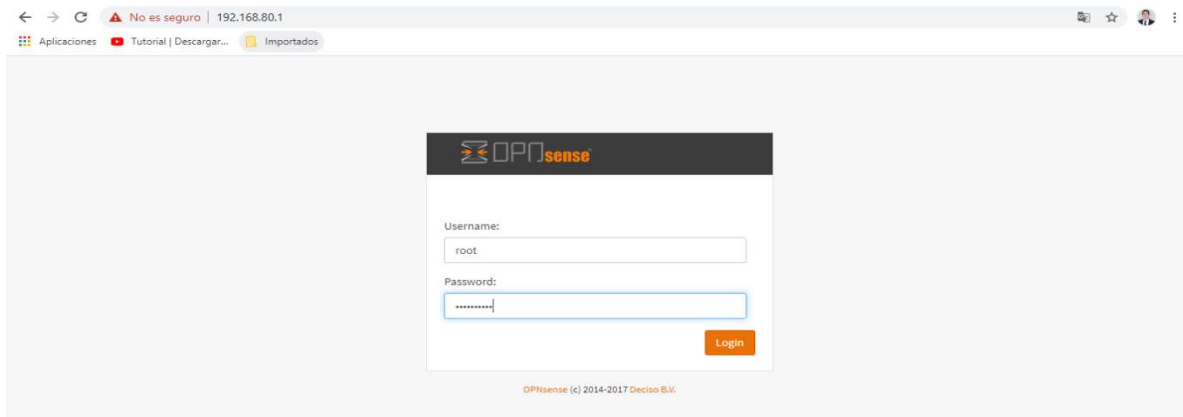 No es seguro | 192.168.80.1
Aplicaciones Tutorial | Descargar... Importados
OPNsense
Username:
root
Password:
••••••••••
Login
OPNsense (c) 2014-2017 Deciso B.V.